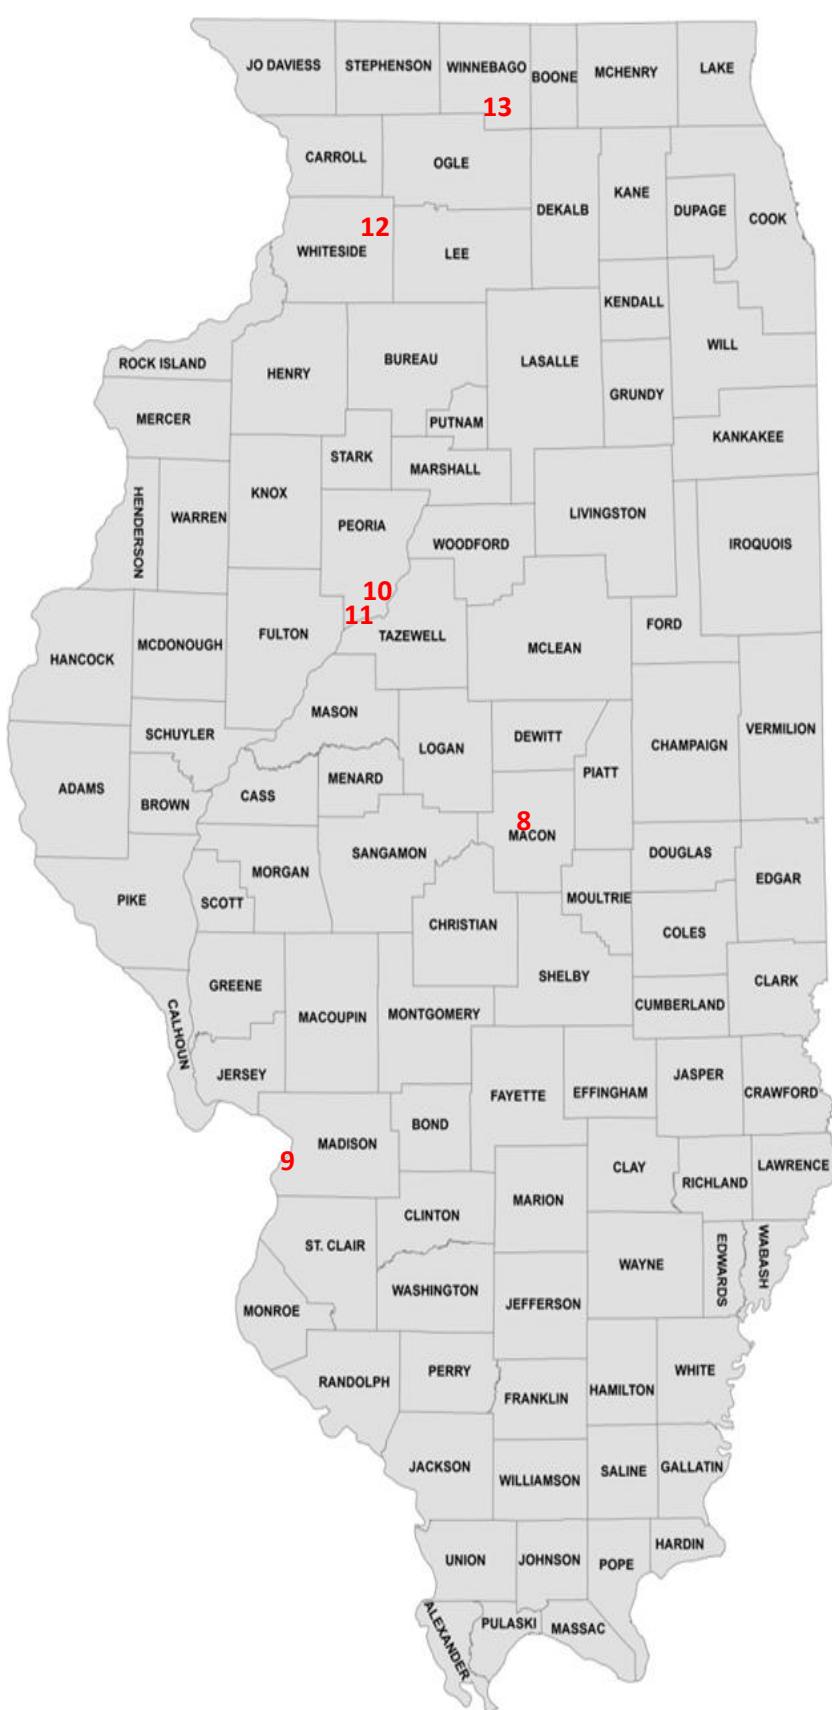 JO DAVIESS
STEPHENSON
WINNEBAGO
BOONE
MCHENRY
LAKE
13
CARROLL
OGLE
DEKALB
KANE
DUPAGE
COOK
12
WHITESIDE
LEE
KENDALL
WILL
ROCK ISLAND
HENRY
BUREAU
LASALLE
GRUNDY
MERCER
PUTNAM
KANKAKEE
STARK
MARSHALL
HENDERSON
WARREN
KNOX
PEORIA
WOODFORD
LIVINGSTON
IROQUOIS
10
11
HANCOCK
MCDONOUGH
FULTON
TAZEWELL
MCLEAN
FORD
MASON
SCHUYLER
LOGAN
DEWITT
PIATT
CHAMPAIGN
VERMILION
ADAMS
BROWN
CASS
MENARD
8
MACON
SANGAMON
MORGAN
SCOTT
PIKE
CHRISTIAN
MOULTRIE
DOUGLAS
EDGAR
COLES
SHELBY
CLARK
CUMBERLAND
GREENE
CALHOUN
MACOUPIN
MONTGOMERY
JERSEY
FAYETTE
EFFINGHAM
JASPER
CRAWFORD
MADISON
BOND
9
CLAY
RICHLAND
LAWRENCE
MARION
CLINTON
ST. CLAIR
WAYNE
EDWARDS
WABASH
WASHINGTON
JEFFERSON
MONROE
RANDOLPH
PERRY
FRANKLIN
HAMILTON
WHITE
JACKSON
WILLIAMSON
SALINE
GALLATIN
UNION
JOHNSON
POPE
HARDIN
ALEXANDER
PULASKI
MASSAC